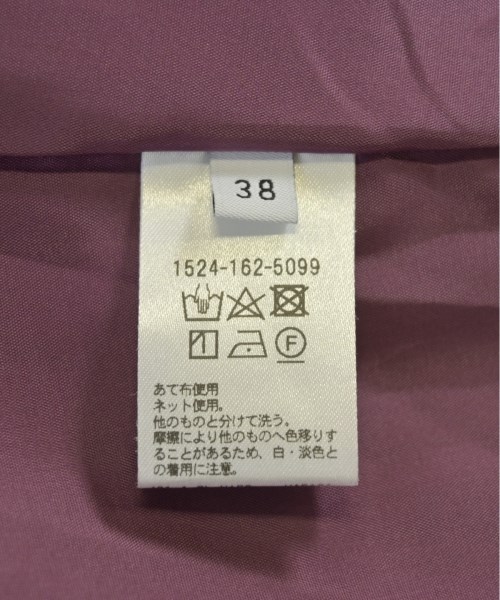 38
1524-162-5099
あて布使用
ネット使用。
他のものと分けて洗う。
摩擦により他のものへ色移りす
ることがあるため、白・淡色と
の着用に注意。